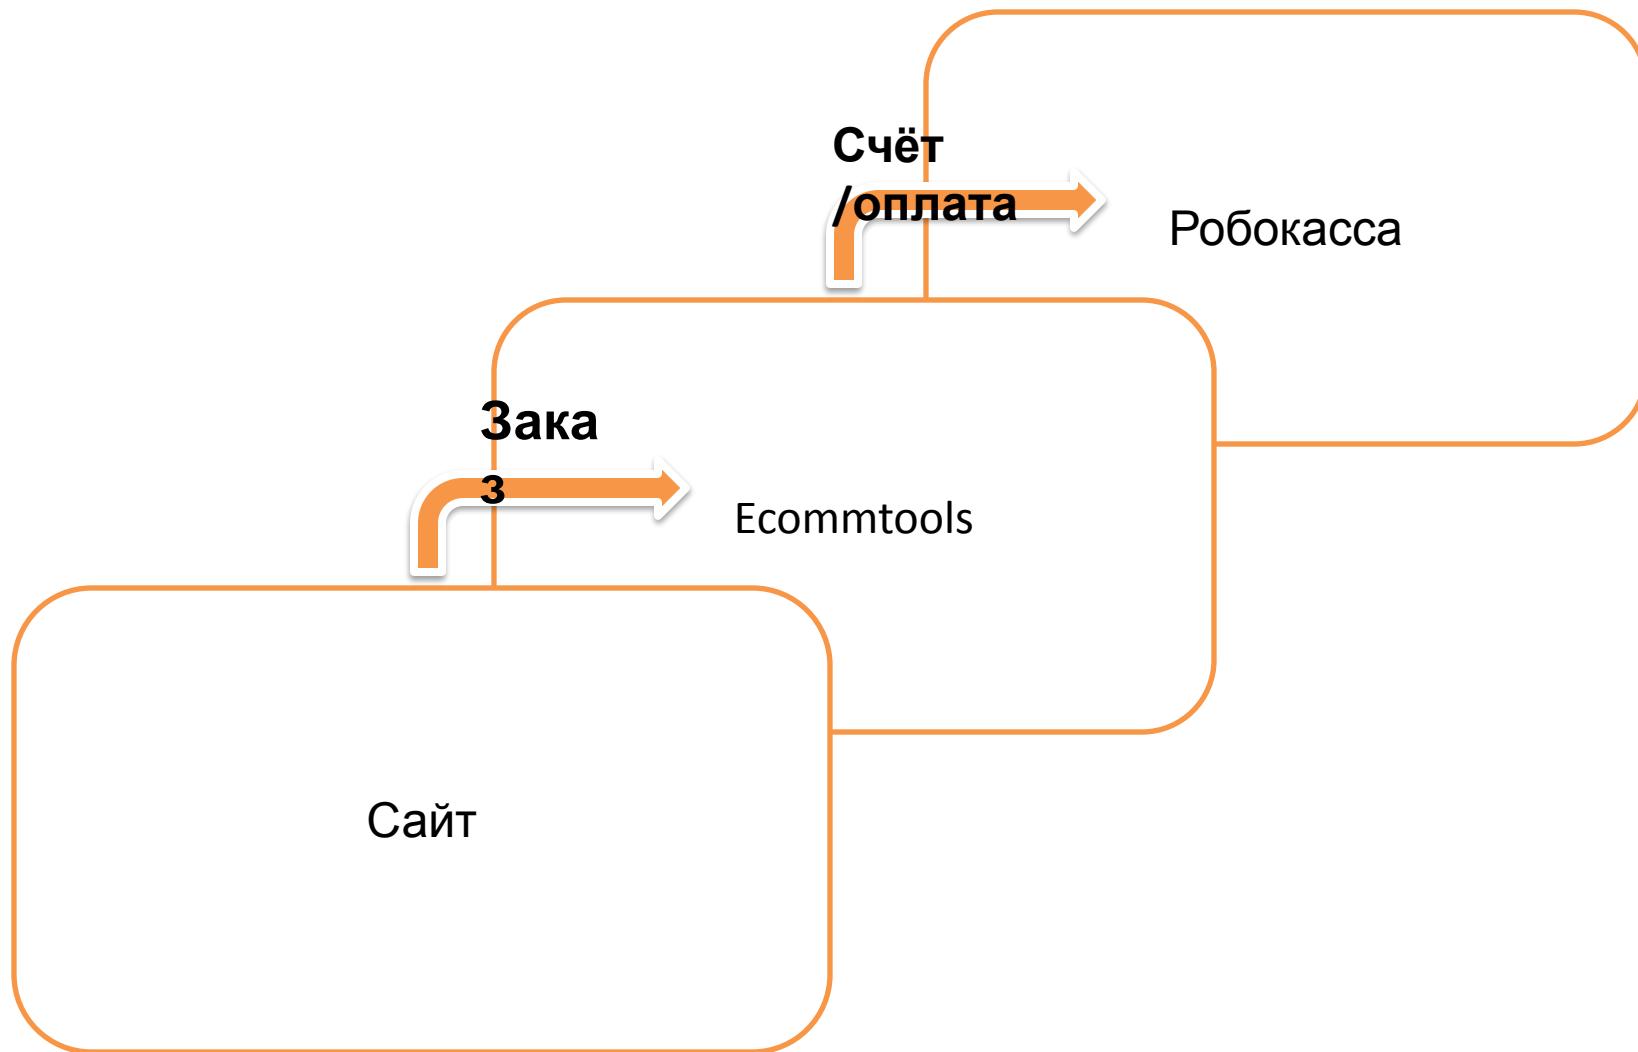 Счёт
/оплата
Робокасса
Зака
з
Ecommtools
Сайт